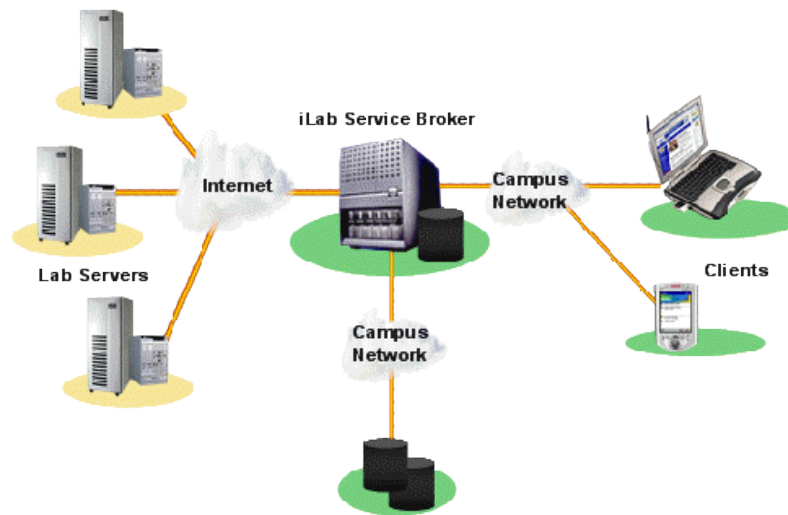 iLab Service Broker
Internet
Campus
Network
Lab Servers
Clients
Campus
Network